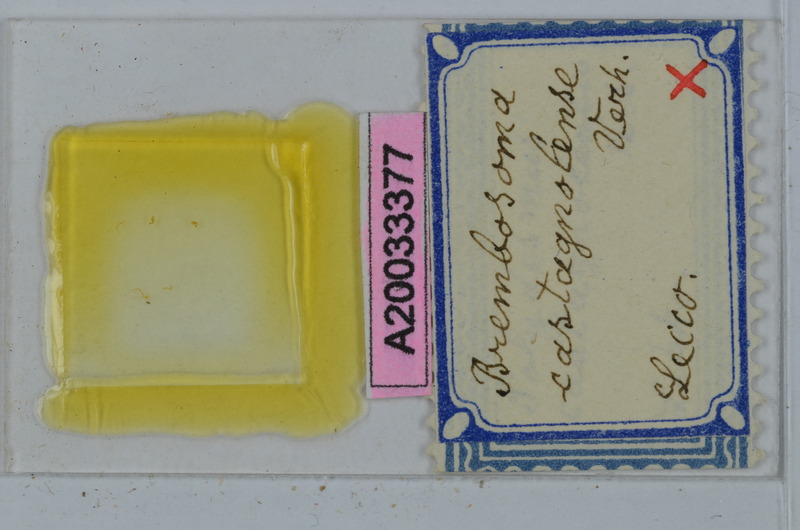 A20033377
Brembosoma
castagnolense
Verh.
Lecco.
X